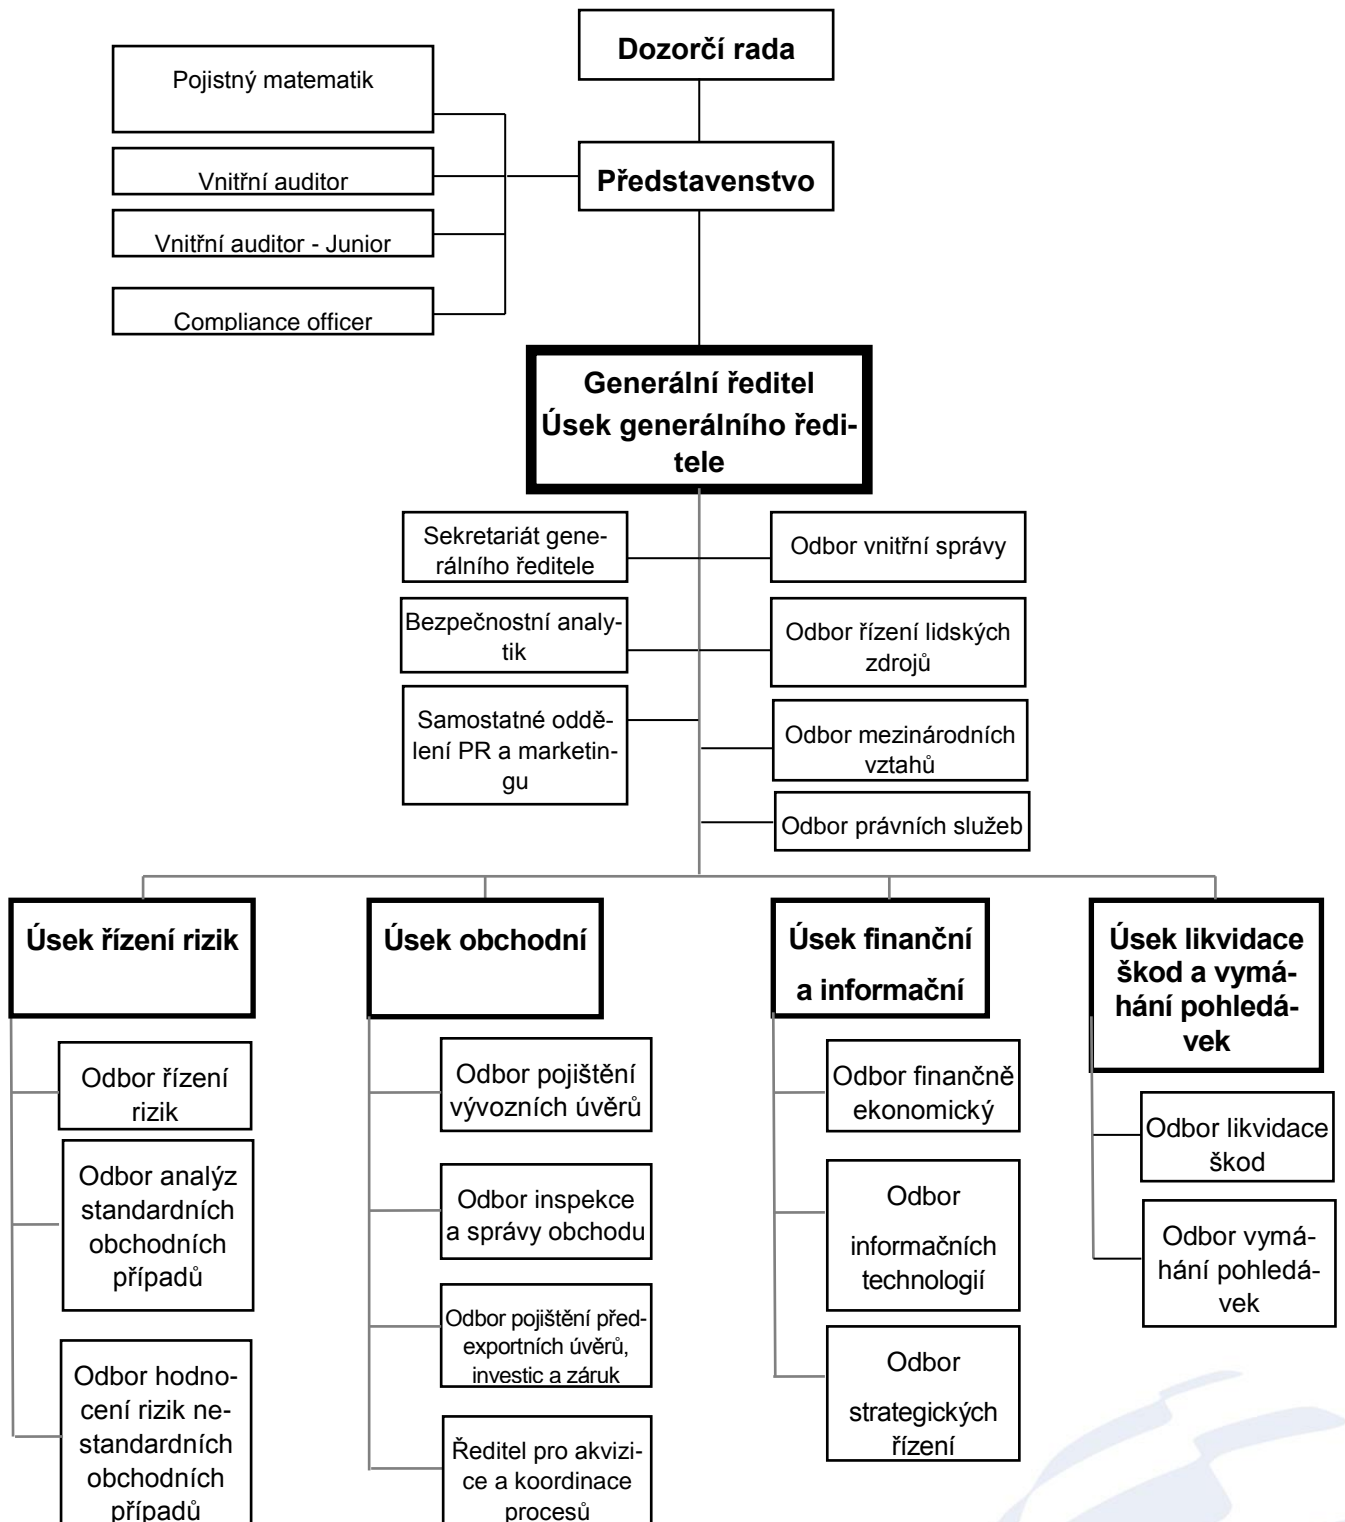 Dozorčí rada
Pojistný matematik
Vnitřní auditor
Představenstvo
Vnitřní auditor - Junior
Compliance officer
Generální ředitel
Úsek generálního ředi-
tele
Sekretariát gene-
rálního ředitele
Odbor vnitřní správy
Bezpečnostní analy-
tik
Odbor řízení lidských
zdrojů
Samostatné oddě-
lení PR a marketin-
gu
Odbor mezinárodních
vztahů
Odbor právních služeb
Úsek řízení rizik
Odbor řízení
rizik
Odbor analýz
standardních
obchodních
případů
Odbor hodno-
cení rizik ne-
standardních
obchodních
případů
Úsek obchodní
Odbor pojištění
vývozních úvěrů
Odbor inspekce
a správy obchodu
Odbor pojištění před-
exportních úvěrů,
investic a záruk
Ředitel pro akvizi-
ce a koordinace
procesů
Úsek finanční
a informační
Odbor finančně
ekonomický
Odbor
informačních
technologií
Odbor
strategických
řízení
Úsek likvidace
škod a vymá-
hání pohledá-
vek
Odbor likvidace
škod
Odbor vymá-
hání pohledá-
vek